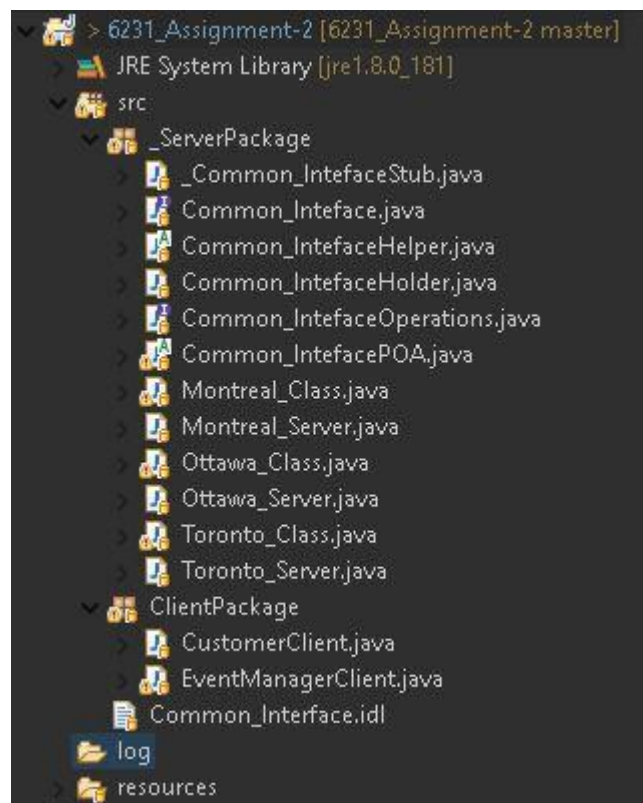 > 6231_Assignment-2 [6231_Assignment-2 master]
JRE System Library [jre1.8.0_181]
src
_ServerPackage
_Common_IntefaceStub.java
Common_Inteface.java
Common_IntefaceHelper.java
Common_IntefaceHolder.java
Common_IntefaceOperations.java
Common_IntefacePOA.java
Montreal_Class.java
Montreal_Server.java
Ottawa_Class.java
Ottawa_Server.java
Toronto_Class.java
Toronto_Server.java
ClientPackage
CustomerClient.java
EventManagerClient.java
Common_Interface.idl
log
resources